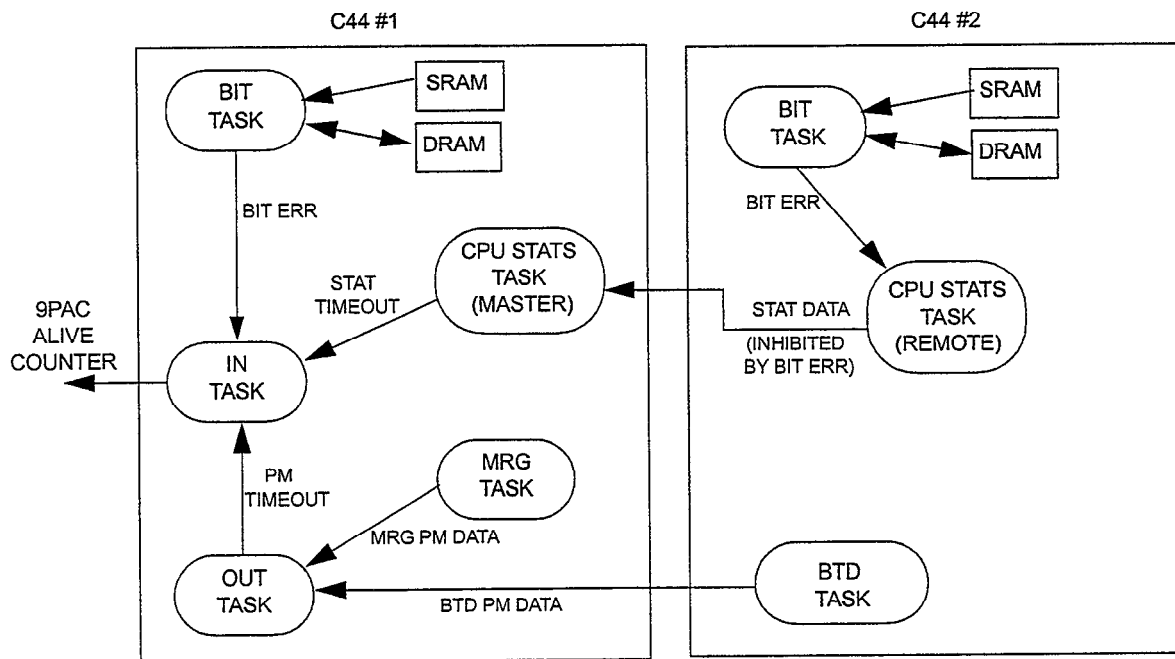 C44 #1
C44 #2
BIT
TASK
SRAM
DRAM
BIT ERR
CPU STATS
TASK
(MASTER)
STAT
TIMEOUT
9PAC
ALIVE
COUNTER
IN
TASK
PM
TIMEOUT
MRG
TASK
MRG PM DATA
OUT
TASK
BTD PM DATA
BIT
TASK
SRAM
DRAM
BIT ERR
CPU STATS
TASK
(REMOTE)
STAT DATA
(INHIBITED
BY BIT ERR)
BTD
TASK